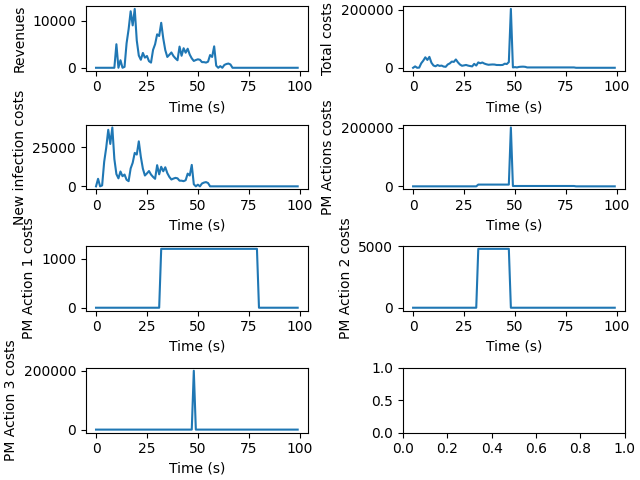 Revenues
10000
0
0 25 50 75 100
Time (s)
Total costs
200000
0
0 25 50 75 100
Time (s)
New infection costs
25000
0
0 25 50 75 100
Time (s)
PM Actions costs
200000
0
0 25 50 75 100
Time (s)
PM Action 1 costs
1000
0
0 25 50 75 100
Time (s)
PM Action 2 costs
5000
0
0 25 50 75 100
Time (s)
PM Action 3 costs
200000
0
0 25 50 75 100
Time (s)
1.0
0.5
0.0
0.0 0.2 0.4 0.6 0.8 1.0